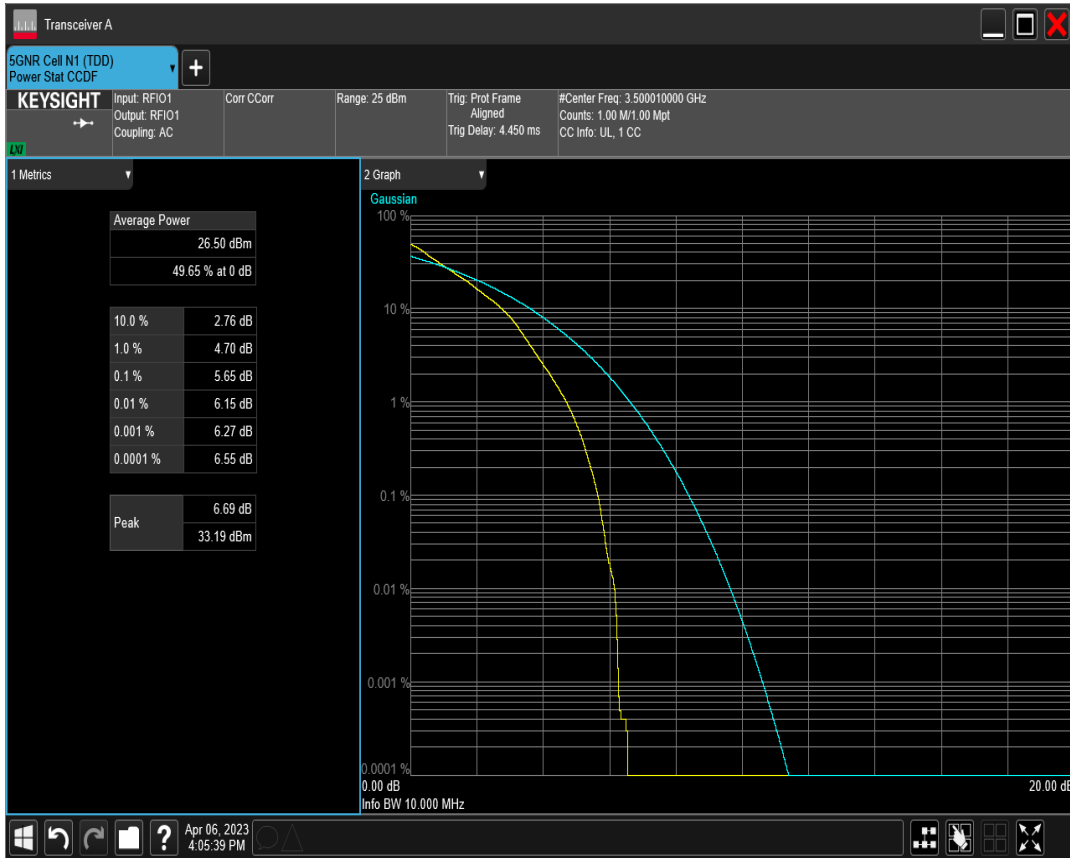 Transceiver A
5GNR Cell N1 (TDD)
Power Stat CCDF
KEYSIGHT
LXI
Input: RFIO1
Output: RFIO1
Coupling: AC
Corr CCorr
Range: 25 dBm
Trig: Prot Frame
Aligned
Trig Delay: 4.450 ms
#Center Freq: 3.500010000 GHz
Counts: 1.00 M/1.00 Mpt
CC Info: UL, 1 CC
1 Metrics
Average Power
26.50 dBm
49.65 % at 0 dB
10.0 % 2.76 dB
1.0 % 4.70 dB
0.1 % 5.65 dB
0.01 % 6.15 dB
0.001 % 6.27 dB
0.0001 % 6.55 dB
Peak
6.69 dB
33.19 dBm
2 Graph
Gaussian
100 %
10 %
1 %
0.1 %
0.01 %
0.001 %
0.0001 %
0.00 dB
20.00 dB
Info BW 10.000 MHz
Apr 06, 2023
4:05:39 PM